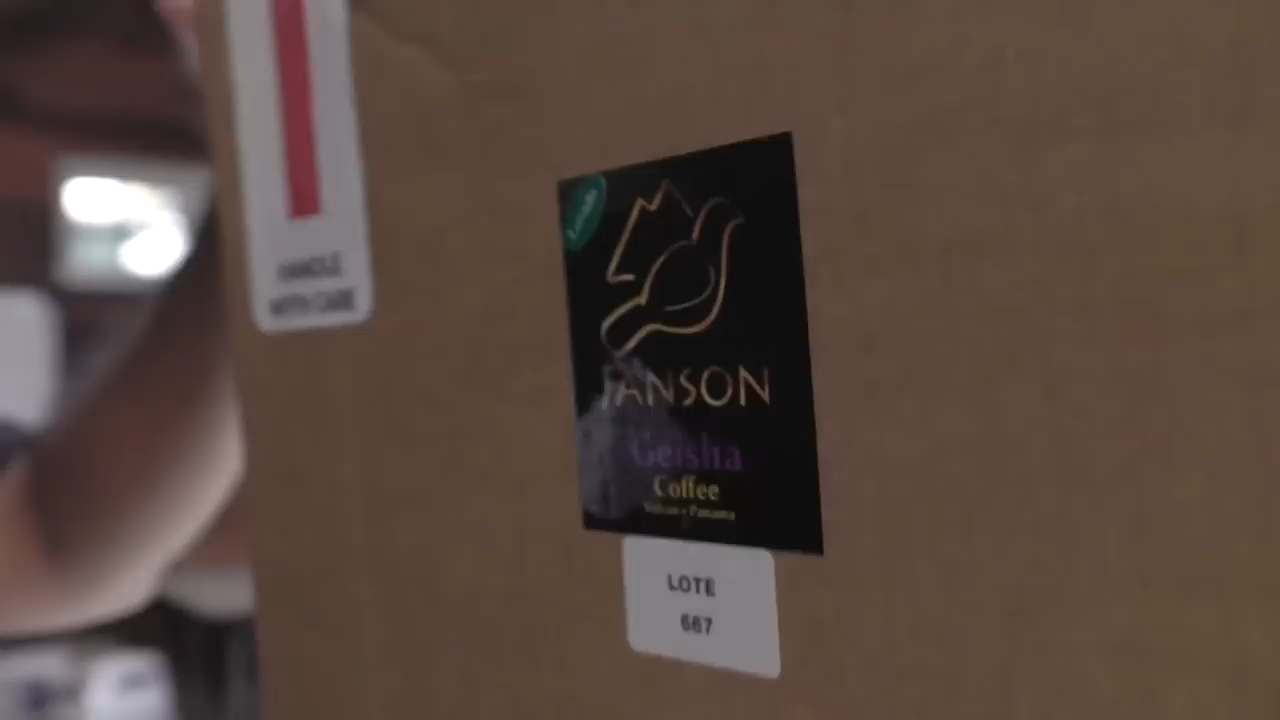 HANDLE
WITH CARE
JANSON
Geisha
Coffee
Volcan • Panama
LOTE
667